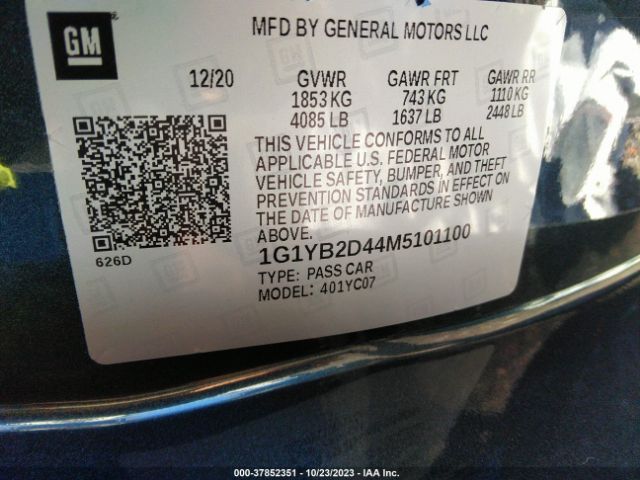 GM
MFD BY GENERAL MOTORS LLC
12/20 GVWR GAWR FRT GAWR RR
1853 KG 743 KG 1110 KG
4085 LB 1637 LB 2448 LB
THIS VEHICLE CONFORMS TO ALL
APPLICABLE U.S. FEDERAL MOTOR
VEHICLE SAFETY, BUMPER, AND THEFT
PREVENTION STANDARDS IN EFFECT ON
THE DATE OF MANUFACTURE SHOWN
ABOVE.
626D
1G1YB2D44M5101100
TYPE: PASS CAR
MODEL: 401YC07
000-37852351 - 10/23/2023 - IAA Inc.